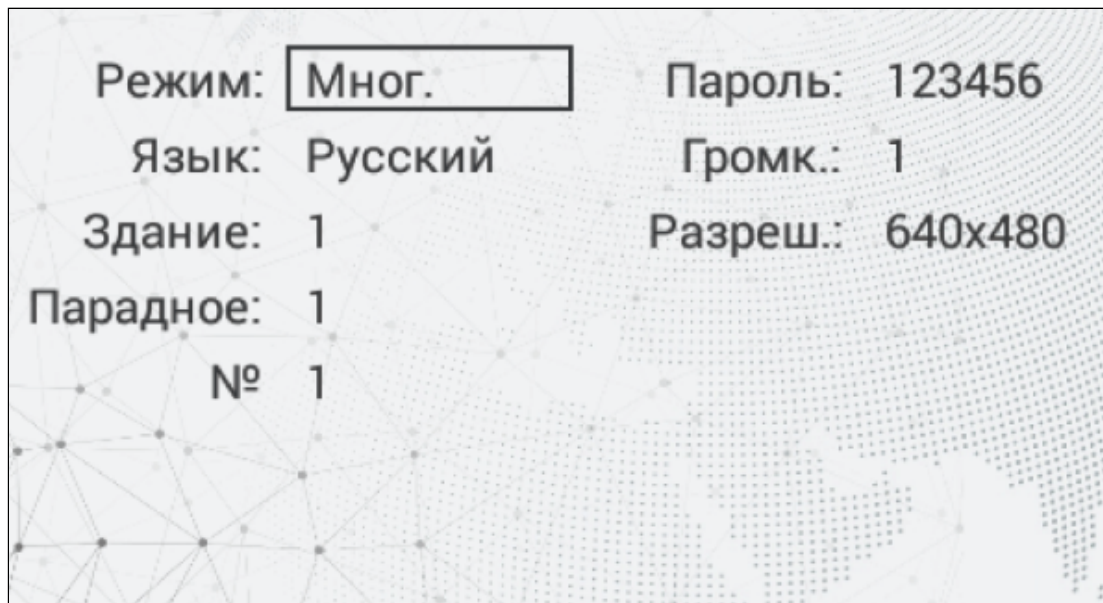 Режим: Мног.
Язык: Русский
Здание: 1
Парадное: 1
№ 1
Пароль: 123456
Громк.: 1
Разреш.: 640x480